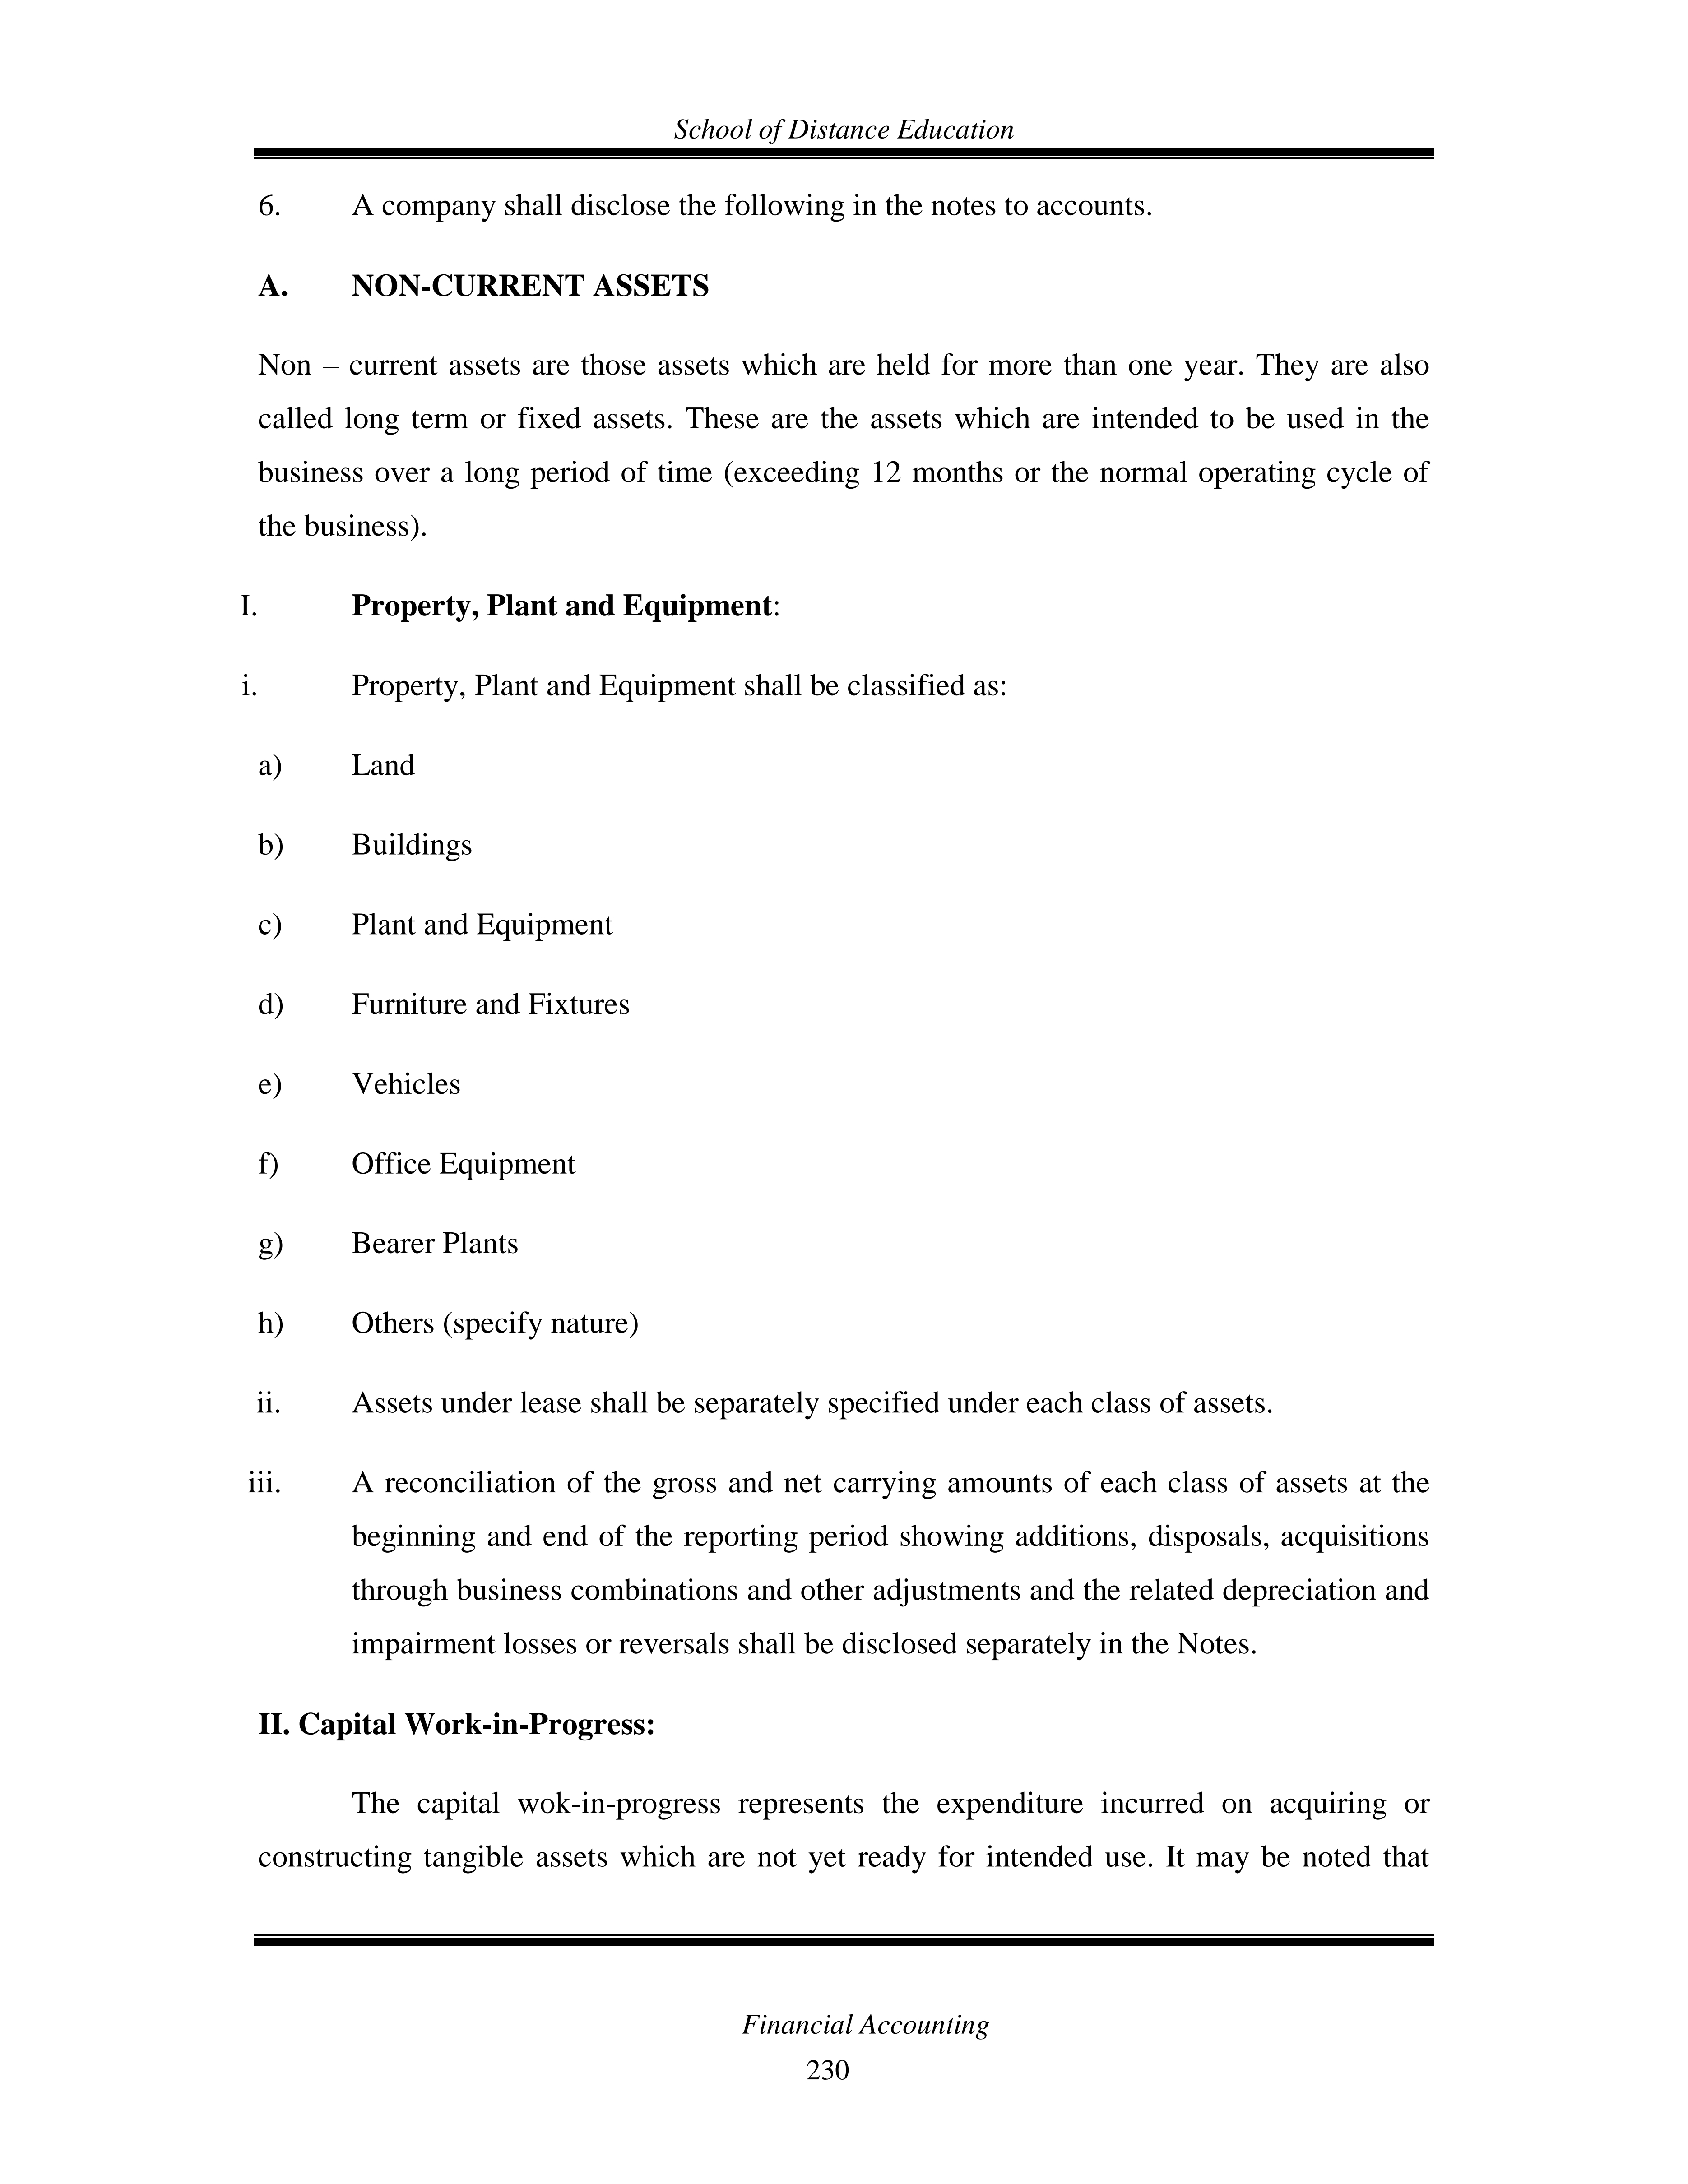 School of Distance Education
6. A company shall disclose the following in the notes to accounts.
A. NON-CURRENT ASSETS
Non – current assets are those assets which are held for more than one year. They are also
called long term or fixed assets. These are the assets which are intended to be used in the
business over a long period of time (exceeding 12 months or the normal operating cycle of
the business).
I. Property, Plant and Equipment:
i. Property, Plant and Equipment shall be classified as:
a) Land
b) Buildings
c) Plant and Equipment
d) Furniture and Fixtures
e) Vehicles
f) Office Equipment
g) Bearer Plants
h) Others (specify nature)
ii. Assets under lease shall be separately specified under each class of assets.
iii. A reconciliation of the gross and net carrying amounts of each class of assets at the
beginning and end of the reporting period showing additions, disposals, acquisitions
through business combinations and other adjustments and the related depreciation and
impairment losses or reversals shall be disclosed separately in the Notes.
II. Capital Work-in-Progress:
The capital wok-in-progress represents the expenditure incurred on acquiring or
constructing tangible assets which are not yet ready for intended use. It may be noted that
Financial Accounting
230